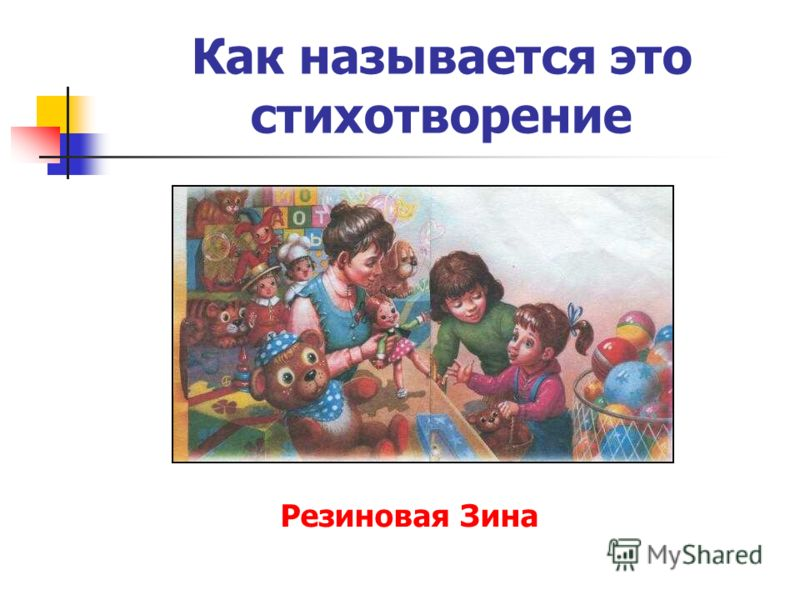 Как называется это
стихотворение
О
О Т
Ь
Резиновая Зина
MyShared